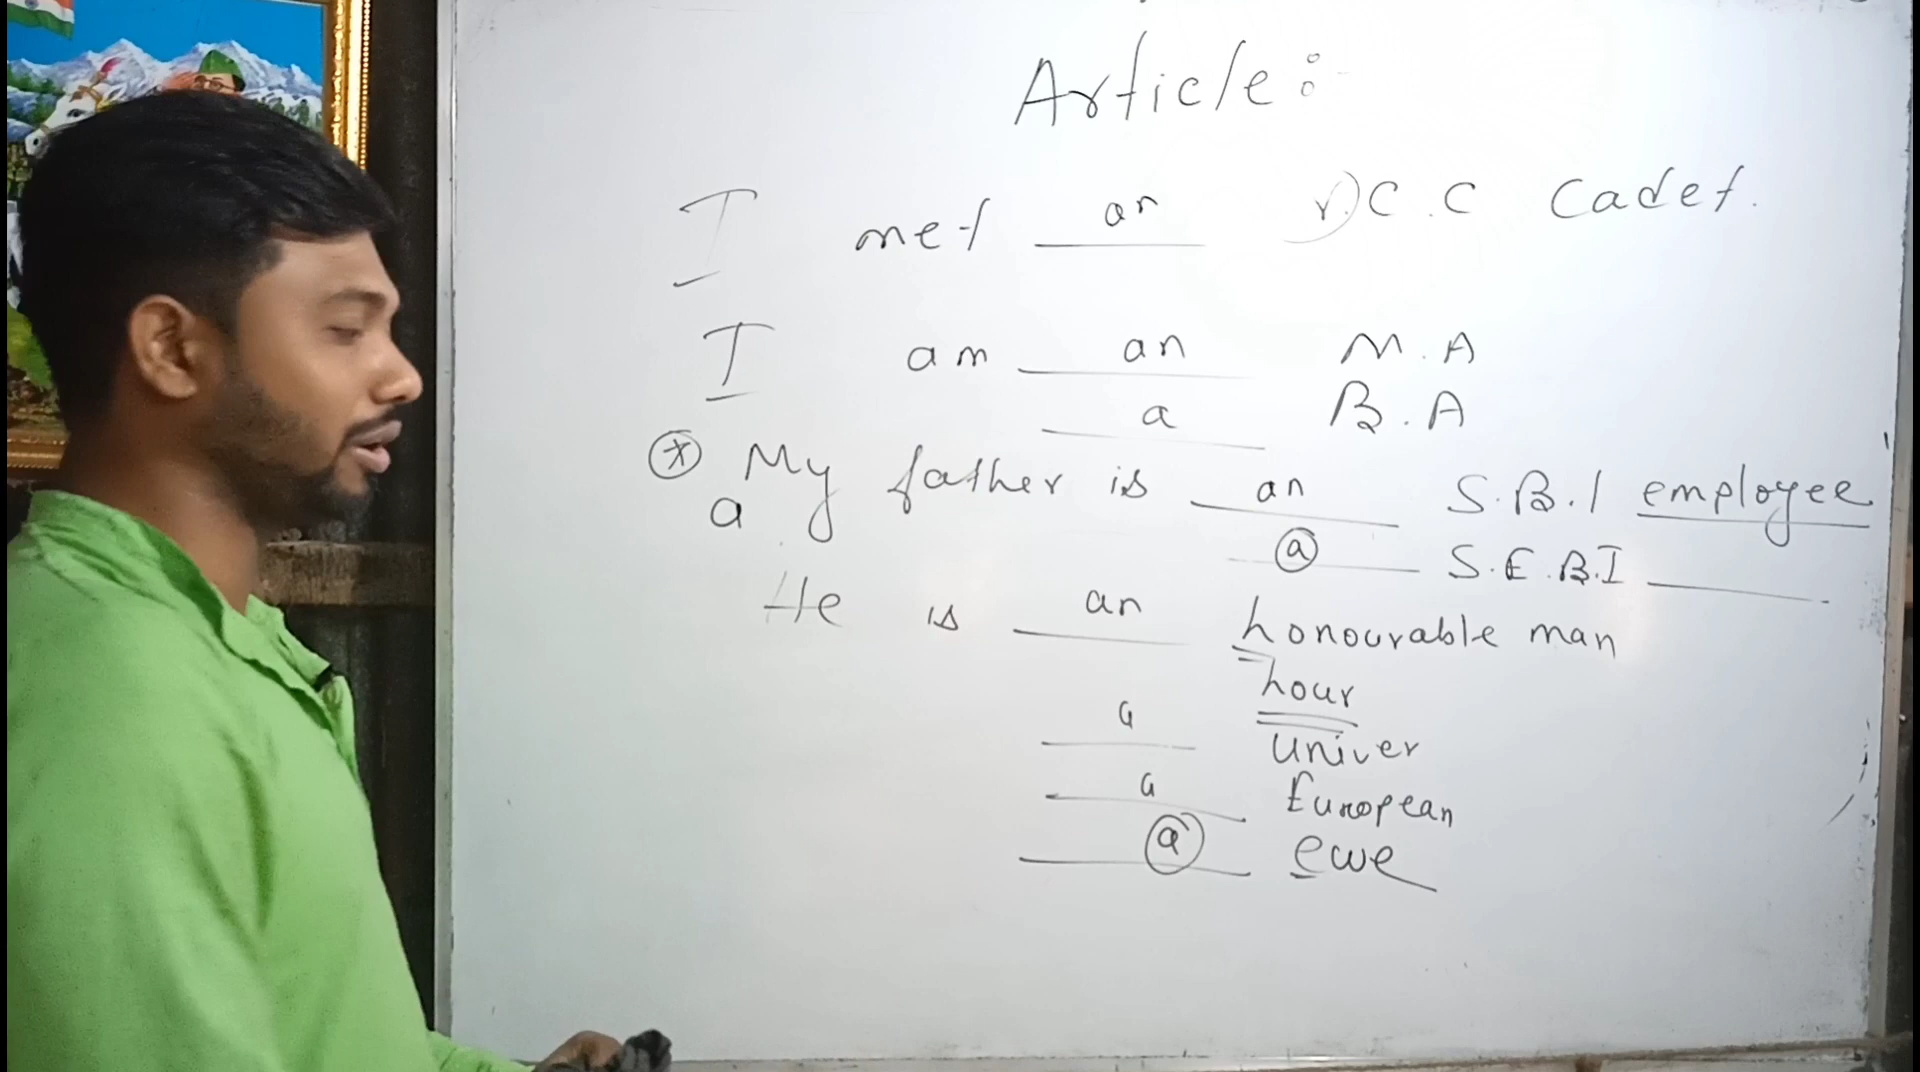 Article:
I met an N.C.C Cadet.
I am an M.A
a B.A
* My father is an S.B.I employee
a
a S.E.B.I
He is an honourable man
hour
a univer
a European
a ewe